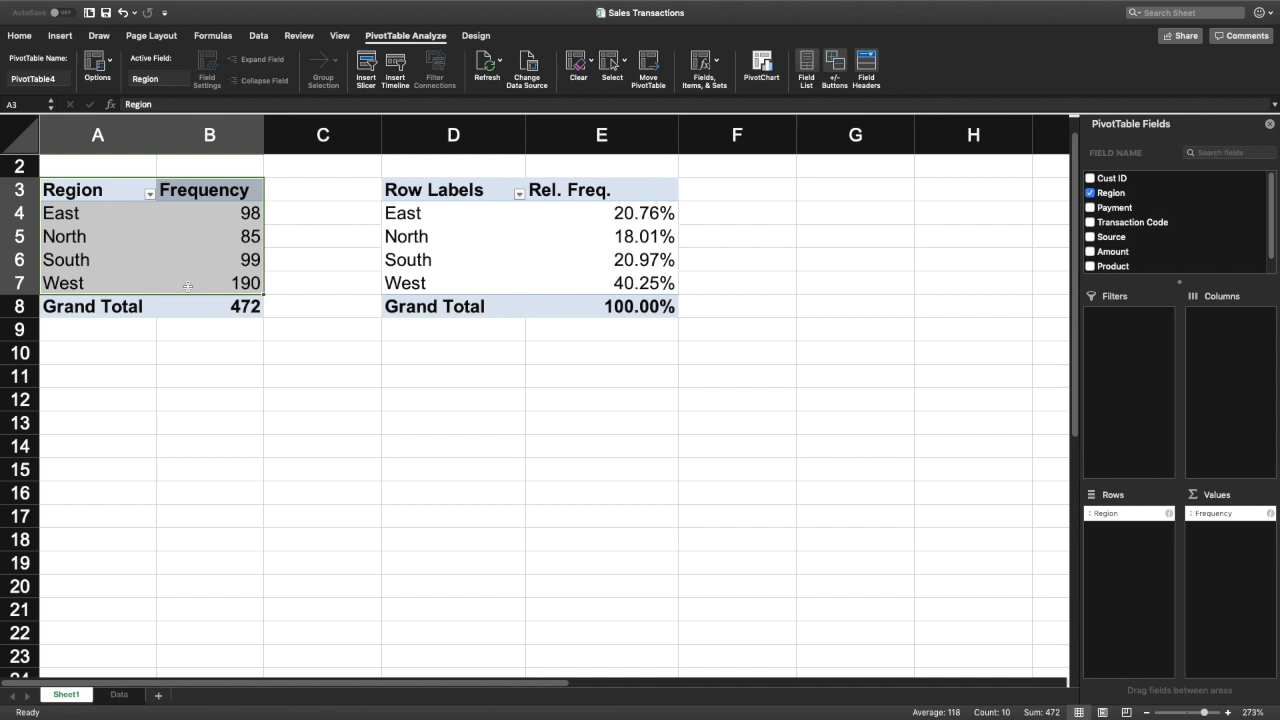 AutoSave OFF Sales Transactions Search Sheet
Home Insert Draw Page Layout Formulas Data Review View PivotTable Analyze Design Share Comments
PivotTable Name: Active Field: Expand Field
PivotTable4 Options Region Field Settings Collapse Field Group Selection Insert Slicer Insert Timeline Filter Connections Refresh Change Data Source Clear Select Move PivotTable Fields, Items, & Sets PivotChart Field List +/- Buttons Field Headers
A3 fx Region
A B C D E F G H
2
3 Region Frequency Row Labels Rel. Freq.
4 East 98 East 20.76%
5 North 85 North 18.01%
6 South 99 South 20.97%
7 West 190 West 40.25%
8 Grand Total 472 Grand Total 100.00%
9
10
11
12
13
14
15
16
17
18
19
20
21
22
23
PivotTable Fields
FIELD NAME Search fields
Cust ID
Region
Payment
Transaction Code
Source
Amount
Product
Filters Columns
Rows Σ Values
Region Frequency
Drag fields between areas
Sheet1 Data +
Ready Average: 118 Count: 10 Sum: 472 273%